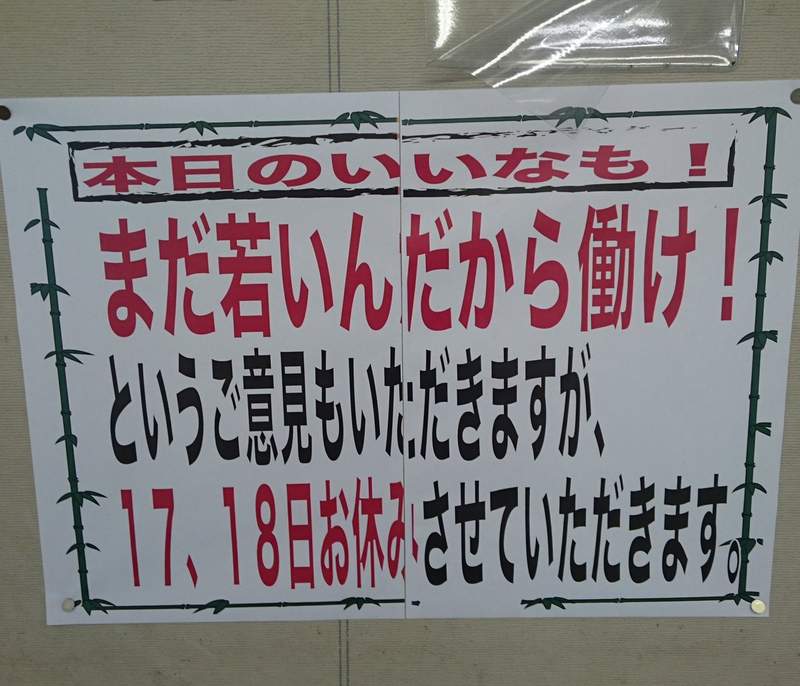 本日のいいなも！
まだ若いんだから働け！
というご意見もいただきますが、
17、18日お休みさせていただきます。